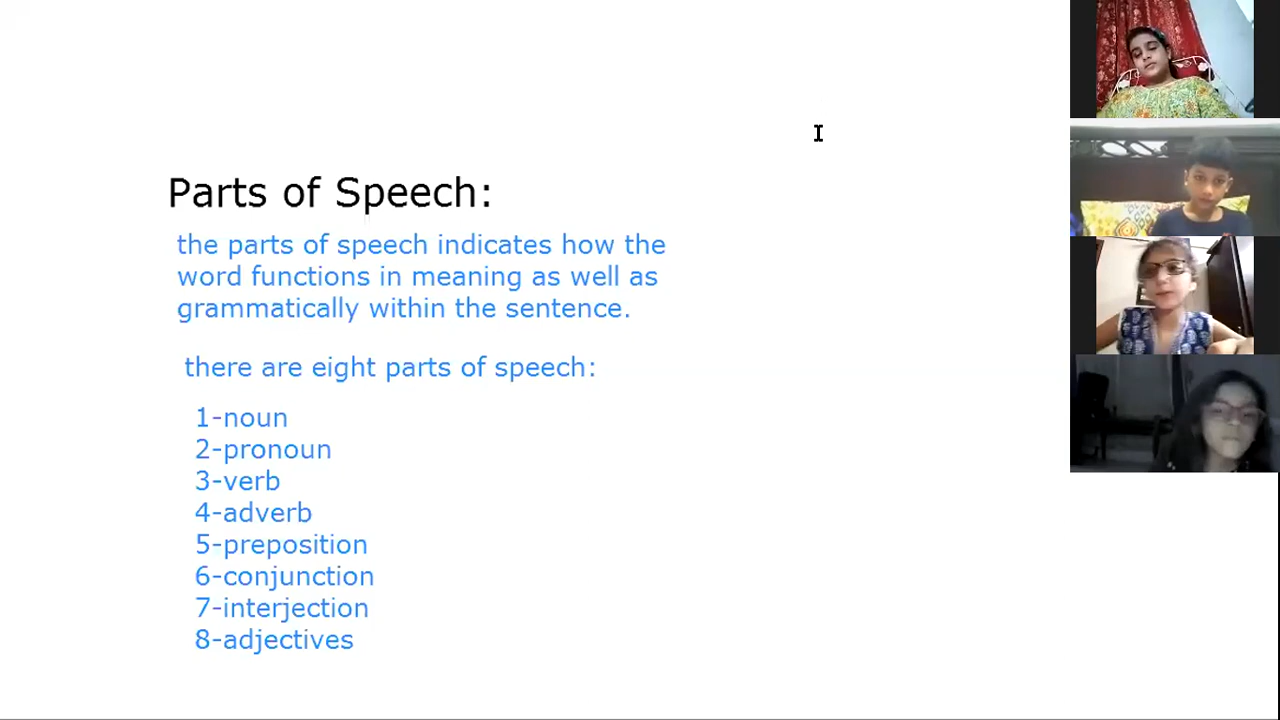 Parts of Speech:
the parts of speech indicates how the
word functions in meaning as well as
grammatically within the sentence.
there are eight parts of speech:
1-noun
2-pronoun
3-verb
4-adverb
5-preposition
6-conjunction
7-interjection
8-adjectives